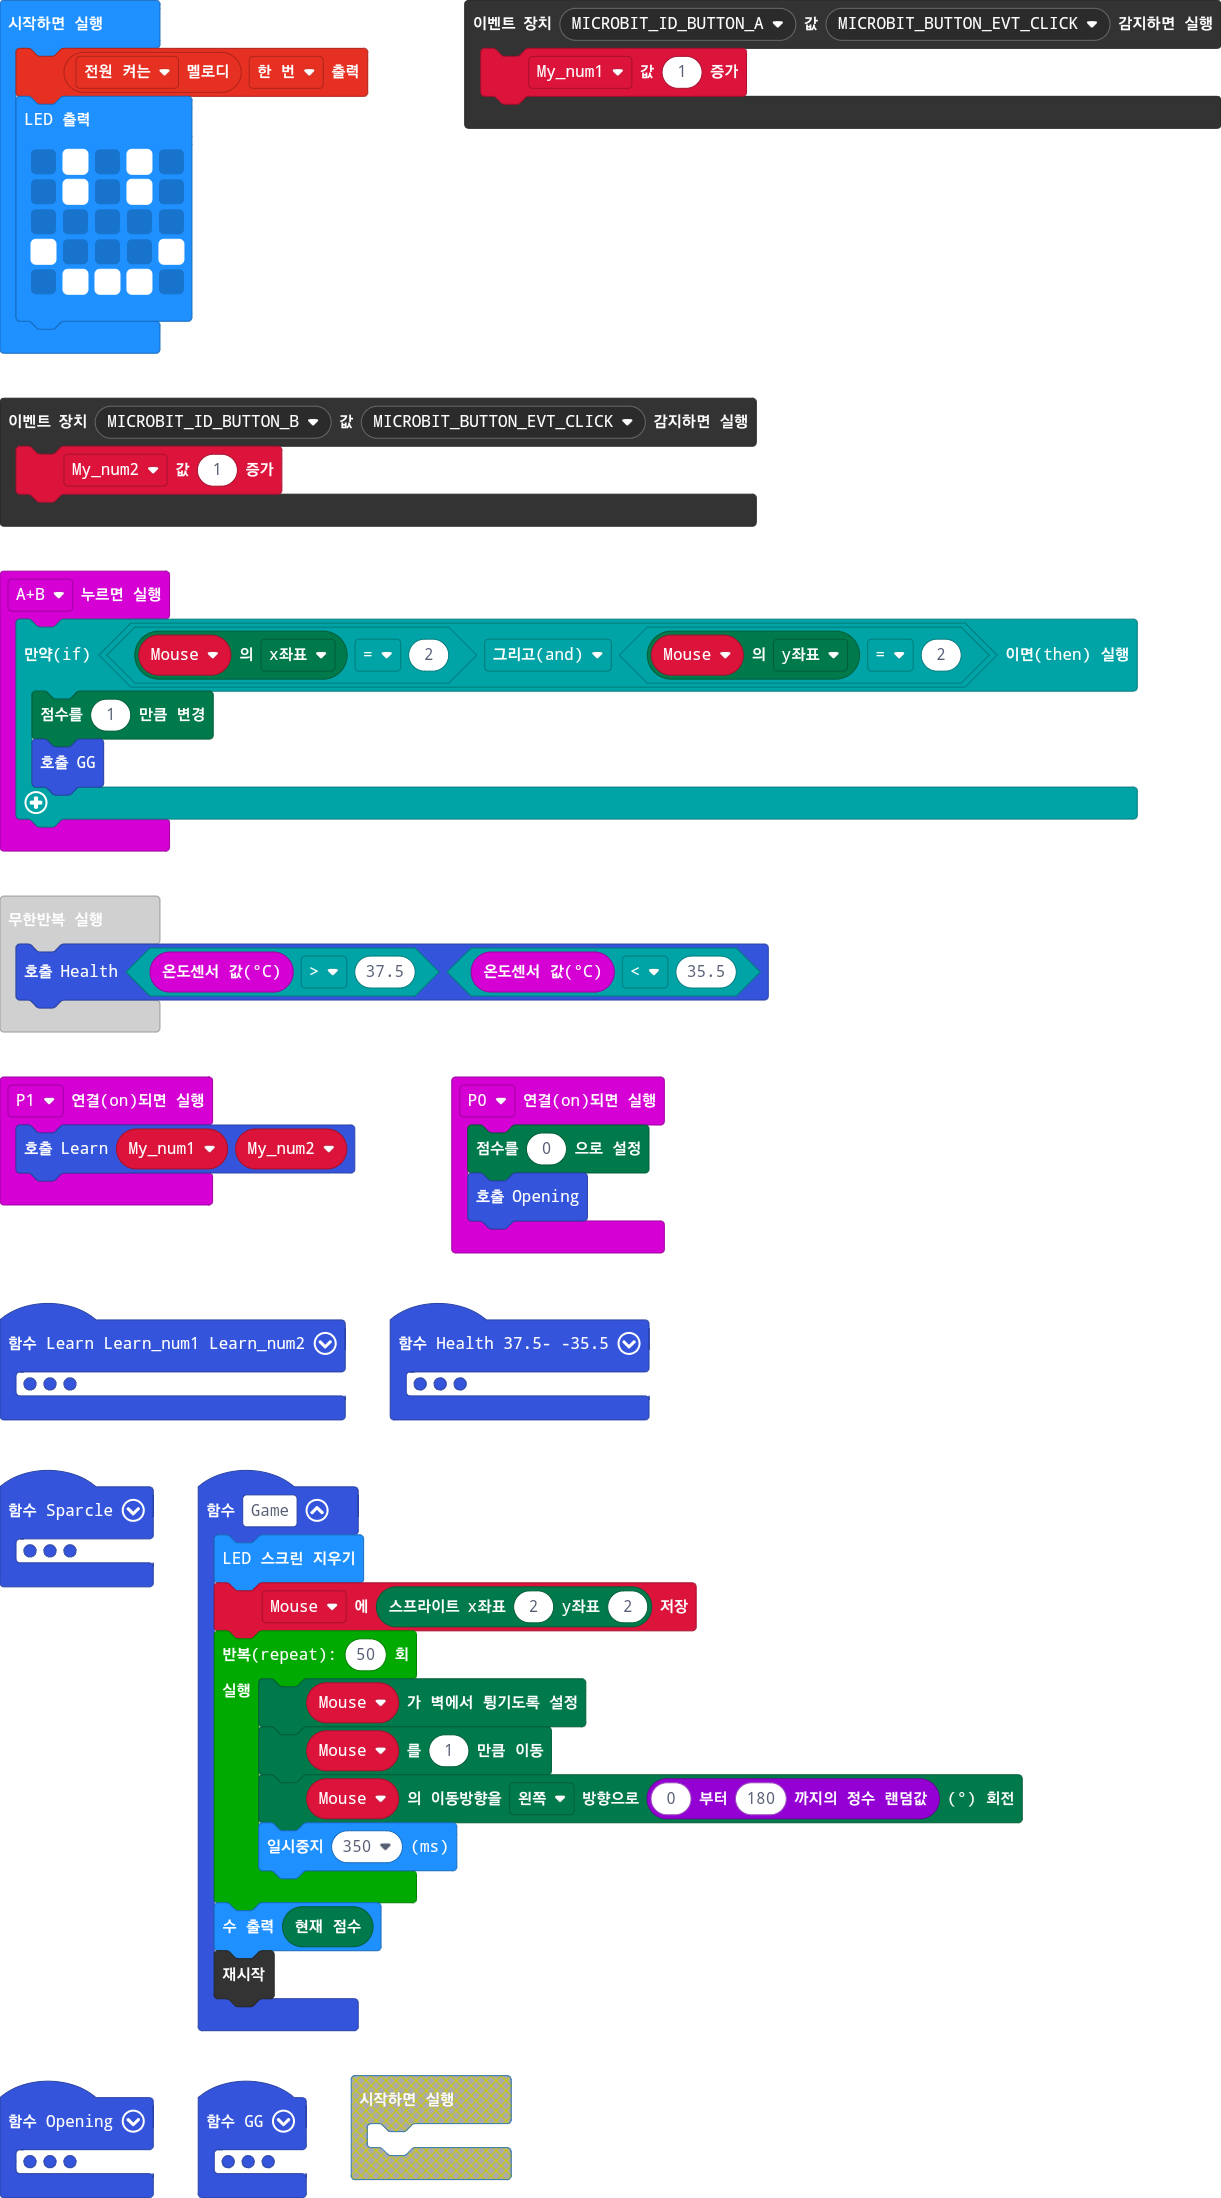 시작하면 실행
전원 켜는 멜로디 한 번 출력
LED 출력
이벤트 장치 MICROBIT_ID_BUTTON_A 값 MICROBIT_BUTTON_EVT_CLICK 감지하면 실행
My_num1 값 1 증가
이벤트 장치 MICROBIT_ID_BUTTON_B 값 MICROBIT_BUTTON_EVT_CLICK 감지하면 실행
My_num2 값 1 증가
A+B 누르면 실행
만약(if) Mouse 의 x좌표 = 2 그리고(and) Mouse 의 y좌표 = 2 이면(then) 실행
점수를 1 만큼 변경
호출 GG
무한반복 실행
호출 Health 온도센서 값(°C) > 37.5 온도센서 값(°C) < 35.5
P1 연결(on)되면 실행
호출 Learn My_num1 My_num2
P0 연결(on)되면 실행
점수를 0 으로 설정
호출 Opening
함수 Learn Learn_num1 Learn_num2
함수 Health 37.5- -35.5
함수 Sparcle
함수 Game
LED 스크린 지우기
Mouse 에 스프라이트 x좌표 2 y좌표 2 저장
반복(repeat): 50 회
실행
Mouse 가 벽에서 튕기도록 설정
Mouse 를 1 만큼 이동
Mouse 의 이동방향을 왼쪽 방향으로 0 부터 180 까지의 정수 랜덤값 (°) 회전
일시중지 350 (ms)
수 출력 현재 점수
재시작
함수 Opening
함수 GG
시작하면 실행